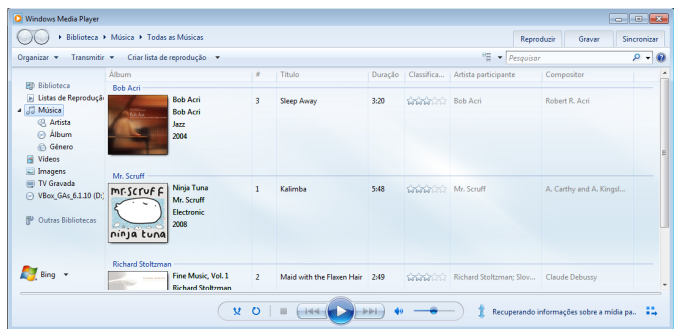 Windows Media Player
Biblioteca ▸ Música ▸ Todas as Músicas
Reproduzir Gravar Sincronizar
Organizar Transmitir Criar lista de reprodução Pesquisar
Álbum # Título Duração Classifica... Artista participante Compositor
Biblioteca
Listas de Reproduçã
Música
Artista
Álbum
Gênero
Vídeos
Imagens
TV Gravada
VBox_GAs_6.1.10 (D:)
Outras Bibliotecas
Bing
Bob Acri
Bob Acri 3 Sleep Away 3:20 Bob Acri Robert R. Acri
Bob Acri
Jazz
2004
Mr. Scruff
mr.scruff
ninja tuna
Ninja Tuna 1 Kalimba 5:48 Mr. Scruff A. Carthy and A. Kingsl...
Mr. Scruff
Electronic
2008
Richard Stoltzman
Fine Music, Vol. 1 2 Maid with the Flaxen Hair 2:49 Richard Stoltzman; Slov... Claude Debussy
Richard Stoltzman
Recuperando informações sobre a mídia pa..